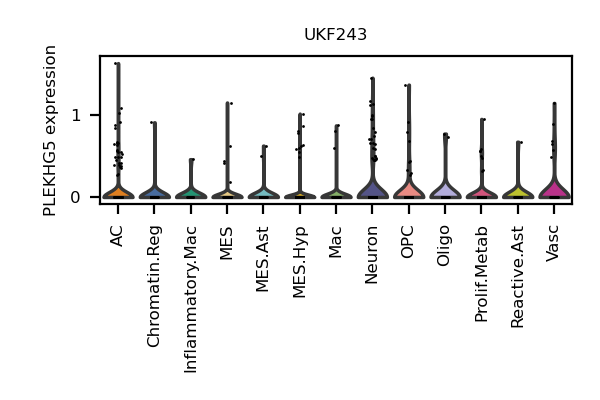 UKF243
PLEKHG5 expression
1
0
AC
Chromatin.Reg
Inflammatory.Mac
MES
MES.Ast
MES.Hyp
Mac
Neuron
OPC
Oligo
Prolif.Metab
Reactive.Ast
Vasc